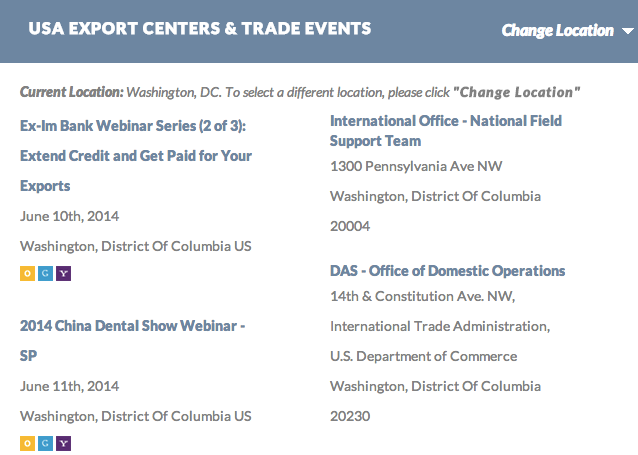 USA EXPORT CENTERS & TRADE EVENTS
Change Location
Current Location: Washington, DC. To select a different location, please click "Change Location"
Ex-Im Bank Webinar Series (2 of 3):
Extend Credit and Get Paid for Your
Exports
June 10th, 2014
Washington, District Of Columbia US
O G Y
2014 China Dental Show Webinar -
SP
June 11th, 2014
Washington, District Of Columbia US
O G Y
International Office - National Field
Support Team
1300 Pennsylvania Ave NW
Washington, District Of Columbia
20004
DAS - Office of Domestic Operations
14th & Constitution Ave. NW,
International Trade Administration,
U.S. Department of Commerce
Washington, District Of Columbia
20230